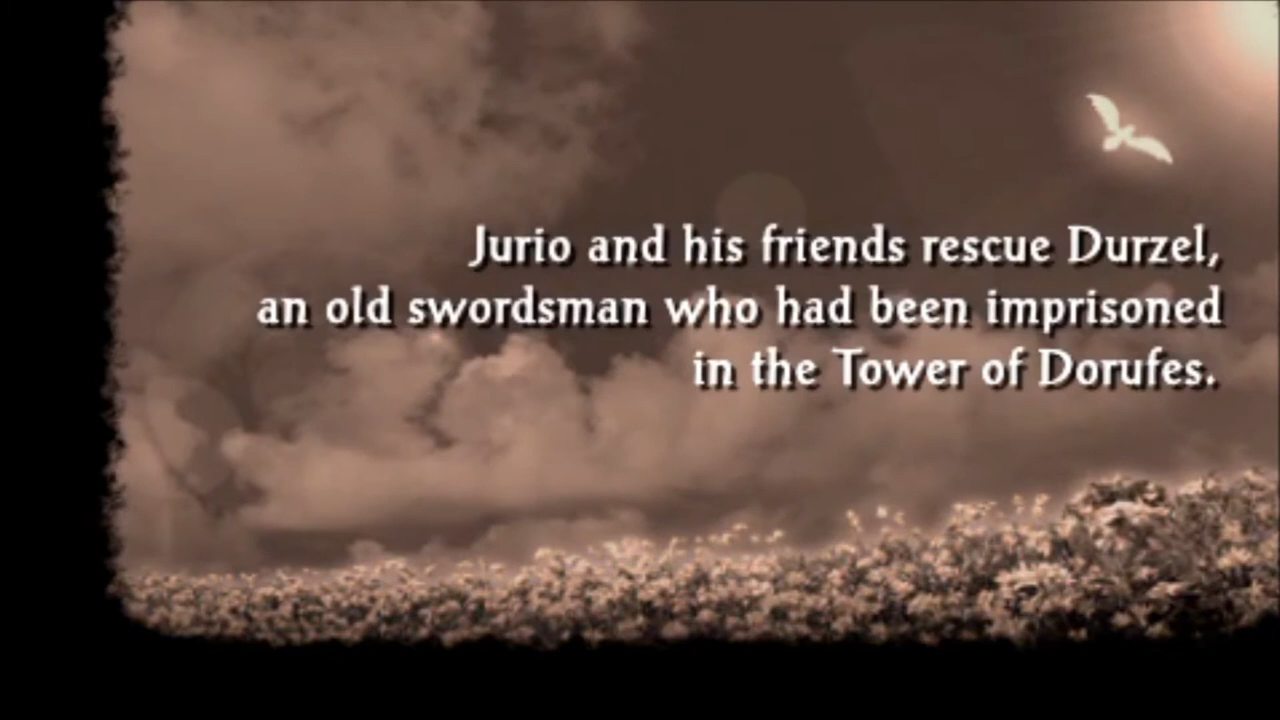 Jurio and his friends rescue Durzel,
an old swordsman who had been imprisoned
in the Tower of Dorufes.